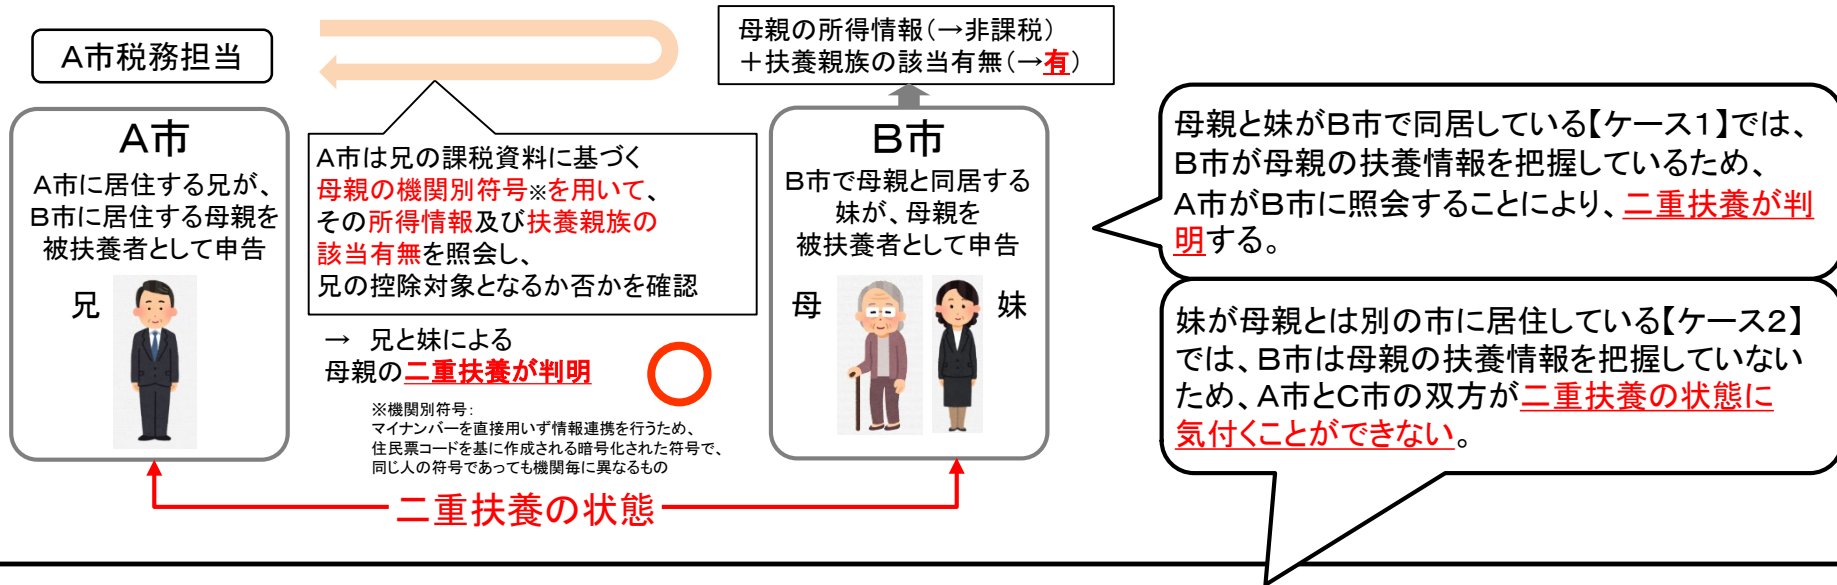 A市税務担当
母親の所得情報(→非課税)
+扶養親族の該当有無(→有)
A市
A市に居住する兄が、
B市に居住する母親を
被扶養者として申告
兄
A市は兄の課税資料に基づく
母親の機関別符号※を用いて、
その所得情報及び扶養親族の
該当有無を照会し、
兄の控除対象となるか否かを確認
→ 兄と妹による
母親の二重扶養が判明
※機関別符号:
マイナンバーを直接用いず情報連携を行うため、
住民票コードを基に作成される暗号化された符号で、
同じ人の符号であっても機関毎に異なるもの
B市
B市で母親と同居する
妹が、母親を
被扶養者として申告
母
妹
二重扶養の状態
母親と妹がB市で同居している【ケース1】では、
B市が母親の扶養情報を把握しているため、
A市がB市に照会することにより、二重扶養が判
明する。
妹が母親とは別の市に居住している【ケース2】
では、B市は母親の扶養情報を把握していない
ため、A市とC市の双方が二重扶養の状態に
気付くことができない。